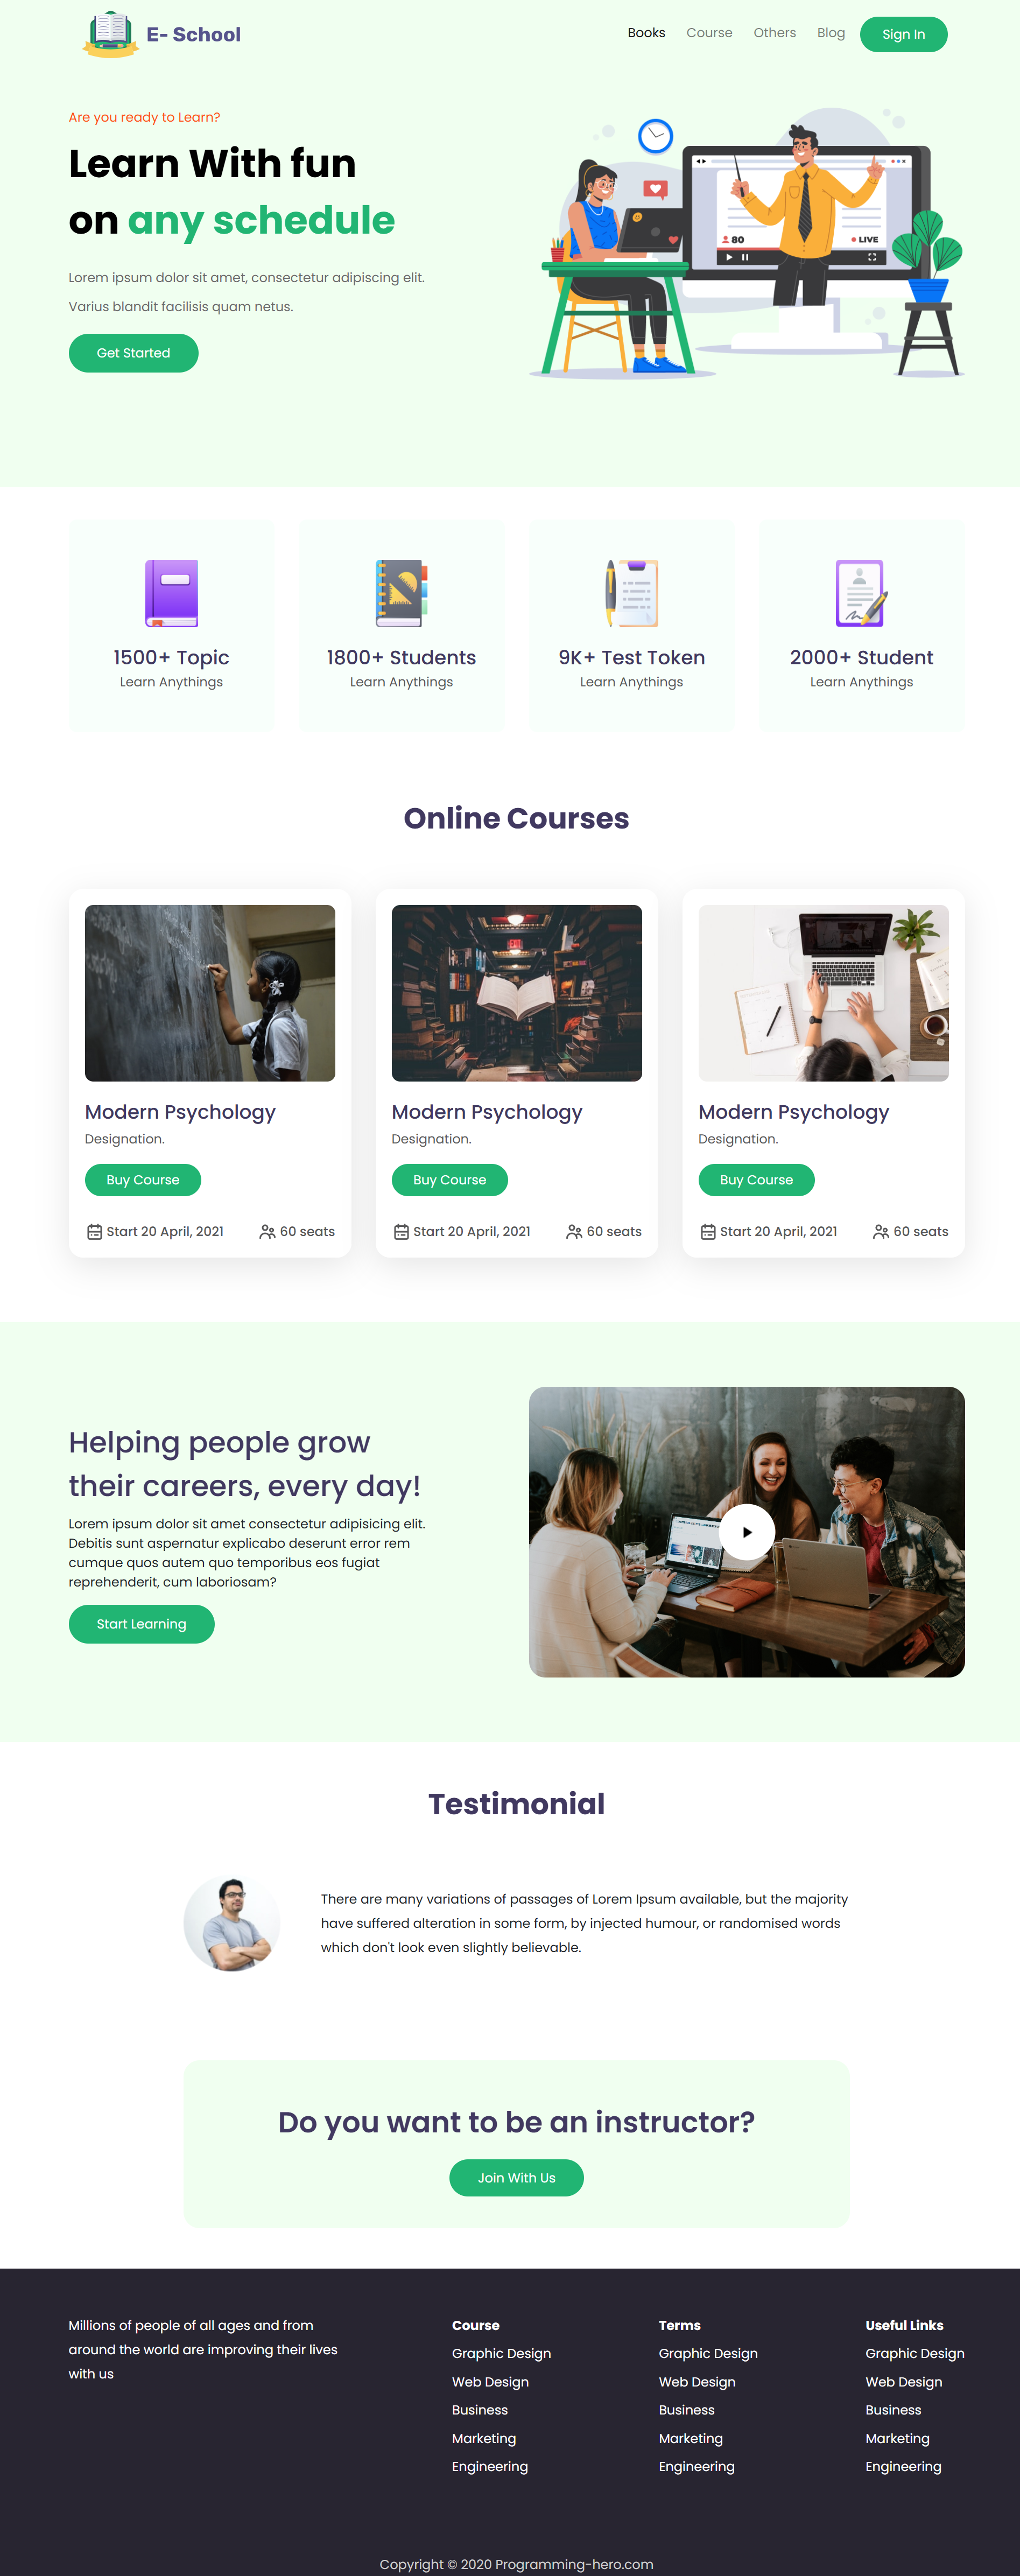 E- School
Books
Course
Others
Blog
Sign In
Are you ready to Learn?
Learn With fun
on any schedule
Lorem ipsum dolor sit amet, consectetur adipiscing elit.
Varius blandit facilisis quam netus.
Get Started
80
LIVE
1500+ Topic
Learn Anythings
1800+ Students
Learn Anythings
9K+ Test Token
Learn Anythings
2000+ Student
Learn Anythings
Online Courses
Modern Psychology
Designation.
Buy Course
Start 20 April, 2021
60 seats
Modern Psychology
Designation.
Buy Course
Start 20 April, 2021
60 seats
Modern Psychology
Designation.
Buy Course
Start 20 April, 2021
60 seats
Helping people grow
their careers, every day!
Lorem ipsum dolor sit amet consectetur adipisicing elit.
Debitis sunt aspernatur explicabo deserunt error rem
cumque quos autem quo temporibus eos fugiat
reprehenderit, cum laboriosam?
Start Learning
Testimonial
There are many variations of passages of Lorem Ipsum available, but the majority
have suffered alteration in some form, by injected humour, or randomised words
which don't look even slightly believable.
Do you want to be an instructor?
Join With Us
Millions of people of all ages and from
around the world are improving their lives
with us
Course
Graphic Design
Web Design
Business
Marketing
Engineering
Terms
Graphic Design
Web Design
Business
Marketing
Engineering
Useful Links
Graphic Design
Web Design
Business
Marketing
Engineering
Copyright © 2020 Programming-hero.com